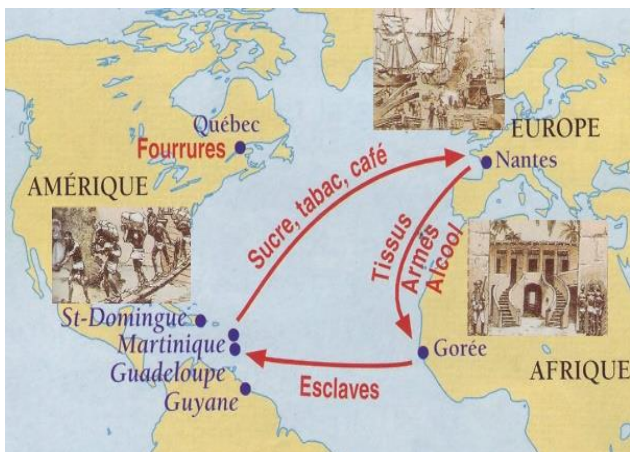 Québec
Fourrures
EUROPE
Nantes
AMÉRIQUE
Sucre, tabac, café
Tissus
Armes
Alcool
St-Domingue
Martinique
Guadeloupe
Guyane
Gorée
Esclaves
AFRIQUE